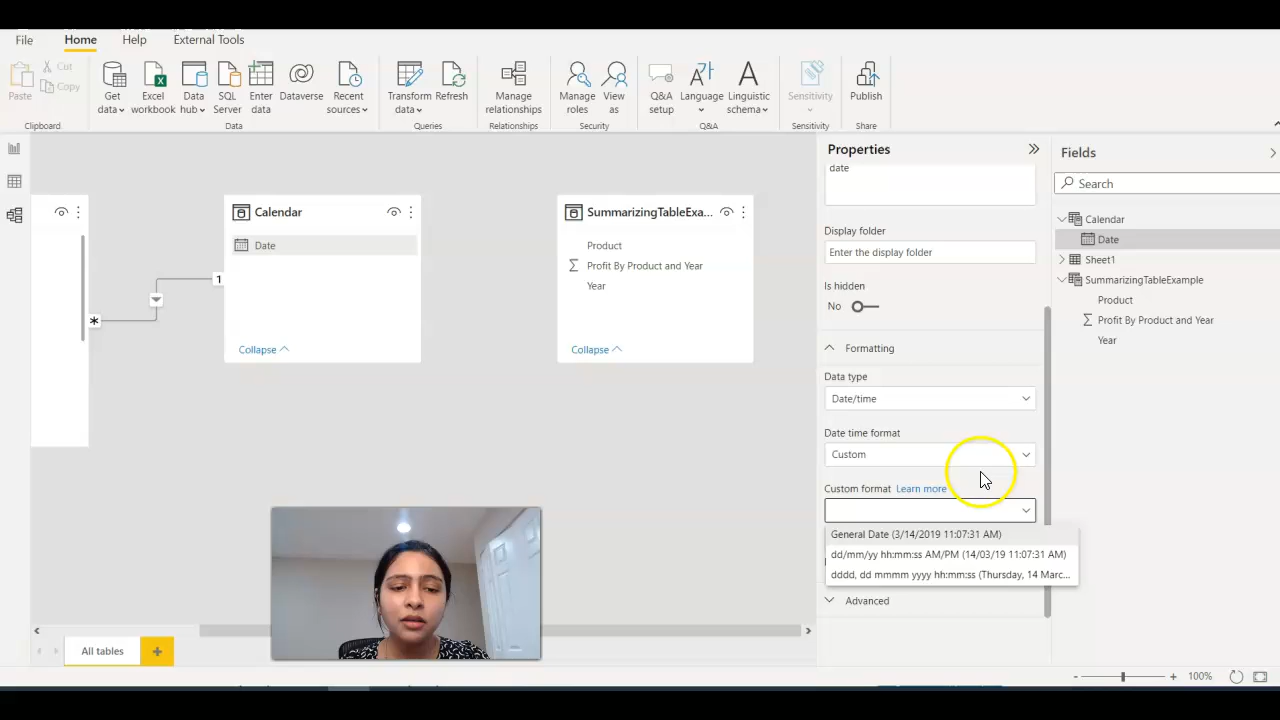 File Home Help External Tools
Paste
Cut
Copy
Get data
Excel workbook
Data hub
SQL Server
Enter data
Dataverse
Recent sources
Transform data
Refresh
Manage relationships
Manage roles
View as
Q&A setup
Language
Linguistic schema
Sensitivity
Publish
Clipboard Data Queries Relationships Security Q&A Sensitivity Share
Calendar
Date
Collapse
1
*
SummarizingTableExa...
Product
Σ Profit By Product and Year
Year
Collapse
Properties
date
Display folder
Enter the display folder
Is hidden
No
Formatting
Data type
Date/time
Date time format
Custom
Custom format Learn more
General Date (3/14/2019 11:07:31 AM)
dd/mm/yy hh:mm:ss AM/PM (14/03/19 11:07:31 AM)
dddd, dd mmmm yyyy hh:mm:ss (Thursday, 14 Marc...
Advanced
Fields
Search
Calendar
Date
Sheet1
SummarizingTableExample
Product
Σ Profit By Product and Year
Year
All tables +
- + 100%